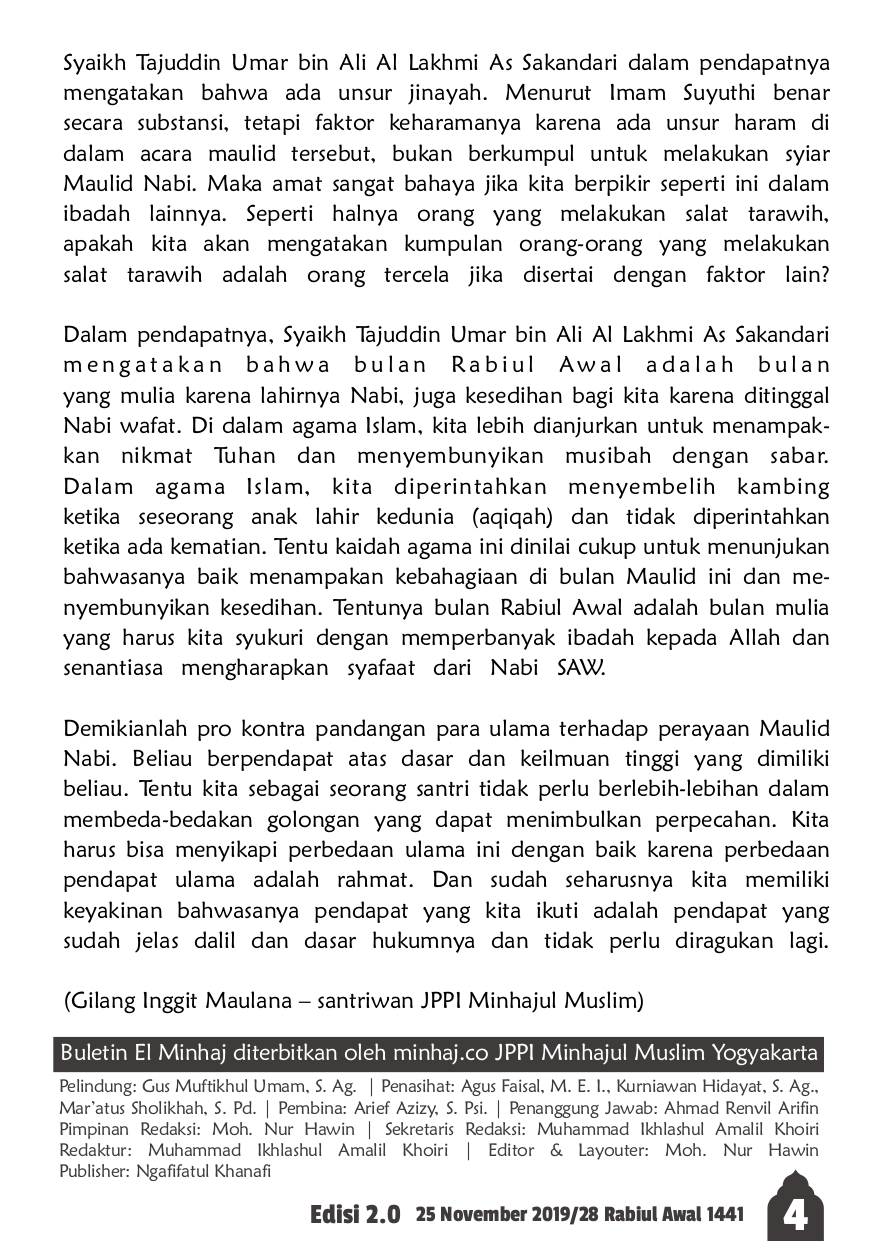 Syaikh Tajuddin Umar bin Ali Al Lakhmi As Sakandari dalam pendapatnya
mengatakan bahwa ada unsur jinayah. Menurut Imam Suyuthi benar
secara substansi, tetapi faktor keharamanya karena ada unsur haram di
dalam acara maulid tersebut, bukan berkumpul untuk melakukan syiar
Maulid Nabi. Maka amat sangat bahaya jika kita berpikir seperti ini dalam
ibadah lainnya. Seperti halnya orang yang melakukan salat tarawih,
apakah kita akan mengatakan kumpulan orang-orang yang melakukan
salat tarawih adalah orang tercela jika disertai dengan faktor lain?

Dalam pendapatnya, Syaikh Tajuddin Umar bin Ali Al Lakhmi As Sakandari
mengatakan bahwa bulan Rabiul Awal adalah bulan
yang mulia karena lahirnya Nabi, juga kesedihan bagi kita karena ditinggal
Nabi wafat. Di dalam agama Islam, kita lebih dianjurkan untuk menampak-
kan nikmat Tuhan dan menyembunyikan musibah dengan sabar.
Dalam agama Islam, kita diperintahkan menyembelih kambing
ketika seseorang anak lahir kedunia (aqiqah) dan tidak diperintahkan
ketika ada kematian. Tentu kaidah agama ini dinilai cukup untuk menunjukan
bahwasanya baik menampakan kebahagiaan di bulan Maulid ini dan me-
nyembunyikan kesedihan. Tentunya bulan Rabiul Awal adalah bulan mulia
yang harus kita syukuri dengan memperbanyak ibadah kepada Allah dan
senantiasa mengharapkan syafaat dari Nabi SAW.

Demikianlah pro kontra pandangan para ulama terhadap perayaan Maulid
Nabi. Beliau berpendapat atas dasar dan keilmuan tinggi yang dimiliki
beliau. Tentu kita sebagai seorang santri tidak perlu berlebih-lebihan dalam
membeda-bedakan golongan yang dapat menimbulkan perpecahan. Kita
harus bisa menyikapi perbedaan ulama ini dengan baik karena perbedaan
pendapat ulama adalah rahmat. Dan sudah seharusnya kita memiliki
keyakinan bahwasanya pendapat yang kita ikuti adalah pendapat yang
sudah jelas dalil dan dasar hukumnya dan tidak perlu diragukan lagi.

(Gilang Inggit Maulana – santriwan JPPI Minhajul Muslim)

Buletin El Minhaj diterbitkan oleh minhaj.co JPPI Minhajul Muslim Yogyakarta
Pelindung: Gus Muftikhul Umam, S. Ag. | Penasihat: Agus Faisal, M. E. I., Kurniawan Hidayat, S. Ag.,
Mar'atus Sholikhah, S. Pd. | Pembina: Arief Azizy, S. Psi. | Penanggung Jawab: Ahmad Renvil Arifin
Pimpinan Redaksi: Moh. Nur Hawin | Sekretaris Redaksi: Muhammad Ikhlashul Amalil Khoiri
Redaktur: Muhammad Ikhlashul Amalil Khoiri | Editor & Layouter: Moh. Nur Hawin
Publisher: Ngafifatul Khanafi
Edisi 2.0 25 November 2019/28 Rabiul Awal 1441 4